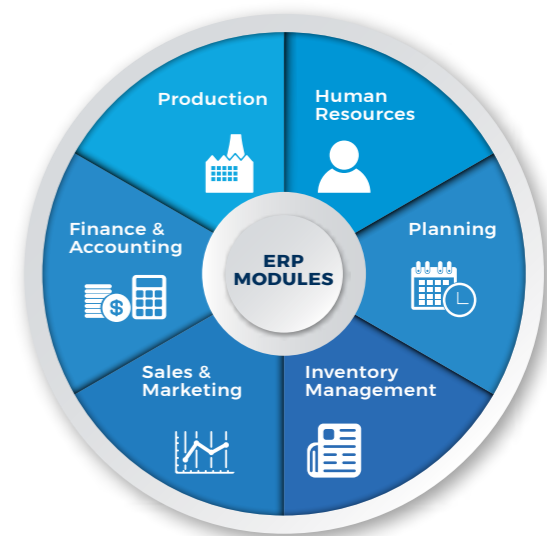 Production
Human
Resources
Finance &
Accounting
ERP
MODULES
Planning
Sales &
Marketing
Inventory
Management
$